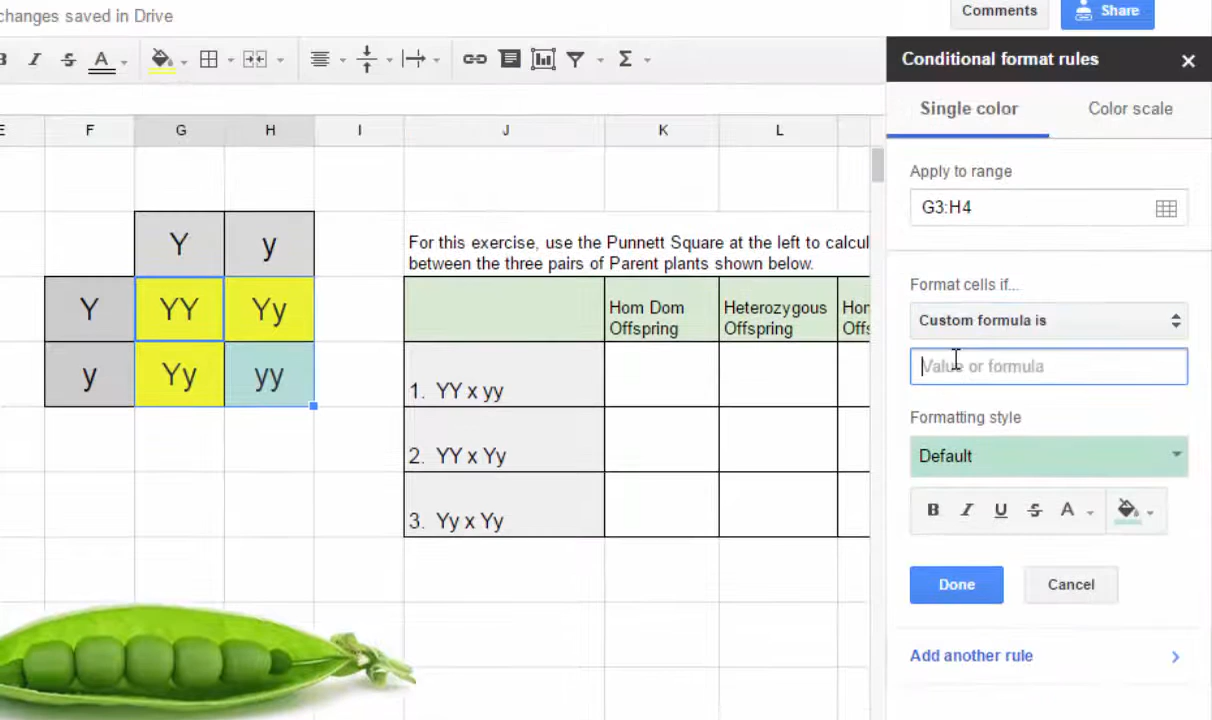 changes saved in Drive
Comments
Share
B I S A Σ
Conditional format rules
×
Single color
Color scale
E F G H I J K L
Apply to range
G3:H4
Y y
For this exercise, use the Punnett Square at the left to calcul
between the three pairs of Parent plants shown below.
Y YY Yy
Hom Dom
Offspring
Heterozygous
Offspring
Hor
Offs
y Yy yy
1. YY x yy
2. YY x Yy
3. Yy x Yy
Format cells if...
Custom formula is
Value or formula
Formatting style
Default
B I U S A
Done
Cancel
Add another rule